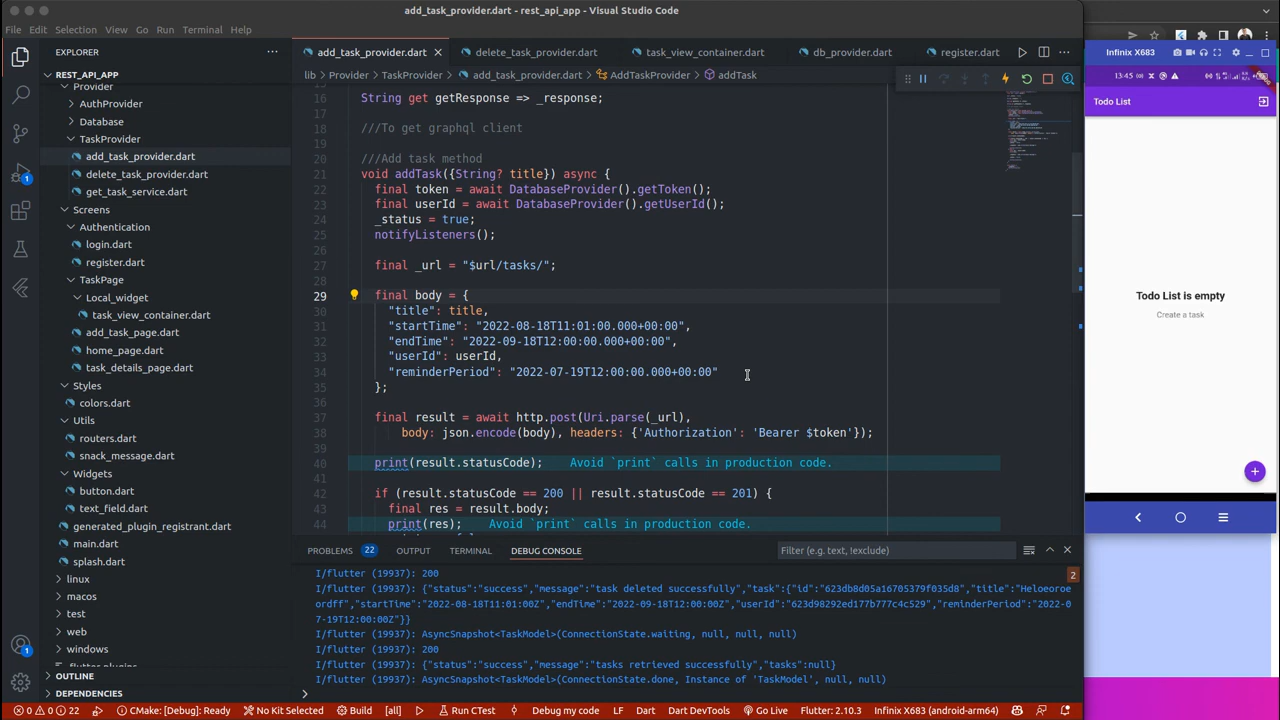 add_task_provider.dart - rest_api_app - Visual Studio Code
File Edit Selection View Go Run Terminal Help
EXPLORER
REST_API_APP
Provider
AuthProvider
Database
TaskProvider
add_task_provider.dart
delete_task_provider.dart
get_task_service.dart
Screens
Authentication
login.dart
register.dart
TaskPage
Local_widget
task_view_container.dart
add_task_page.dart
home_page.dart
task_details_page.dart
Styles
colors.dart
Utils
routers.dart
snack_message.dart
Widgets
button.dart
text_field.dart
generated_plugin_registrant.dart
main.dart
splash.dart
linux
macos
test
web
windows
.flutter-plugins
OUTLINE
DEPENDENCIES
1
1
add_task_provider.dart delete_task_provider.dart task_view_container.dart db_provider.dart register.dart
lib > Provider > TaskProvider > add_task_provider.dart > AddTaskProvider > addTask
15
16 String get getResponse => _response;
17
18 ///To get graphql client
19
20 ///Add task method
21 void addTask({String? title}) async {
22 final token = await DatabaseProvider().getToken();
23 final userId = await DatabaseProvider().getUserId();
24 _status = true;
25 notifyListeners();
26
27 final _url = "$url/tasks/";
28
29 final body = {
30 "title": title,
31 "startTime": "2022-08-18T11:01:00.000+00:00",
32 "endTime": "2022-09-18T12:00:00.000+00:00",
33 "userId": userId,
34 "reminderPeriod": "2022-07-19T12:00:00.000+00:00"
35 };
36
37 final result = await http.post(Uri.parse(_url),
38 body: json.encode(body), headers: {'Authorization': 'Bearer $token'});
39
40 print(result.statusCode); Avoid `print` calls in production code.
41
42 if (result.statusCode == 200 || result.statusCode == 201) {
43 final res = result.body;
44 print(res); Avoid `print` calls in production code.
PROBLEMS 22 OUTPUT TERMINAL DEBUG CONSOLE Filter (e.g. text, !exclude)
I/flutter (19937): 200
2
I/flutter (19937): {"status":"success","message":"task deleted successfully","task":{"id":"623db8d05a16705379f035d8","title":"Heloeoroe
ordff","startTime":"2022-08-18T11:01:00Z","endTime":"2022-09-18T12:00:00Z","userId":"623d98292ed177b777c4c529","reminderPeriod":"2022-0
7-19T12:00:00Z"}}
I/flutter (19937): AsyncSnapshot<TaskModel>(ConnectionState.waiting, null, null, null)
I/flutter (19937): 200
I/flutter (19937): {"status":"success","message":"tasks retrieved successfully","tasks":null}
I/flutter (19937): AsyncSnapshot<TaskModel>(ConnectionState.done, Instance of 'TaskModel', null, null)
0 0 22 CMake: [Debug]: Ready No Kit Selected Build [all] Run CTest Debug my code LF Dart Dart DevTools Go Live Flutter: 2.10.3 Infinix X683 (android-arm64)
Infinix X683
13:45
Todo List
Todo List is empty
Create a task